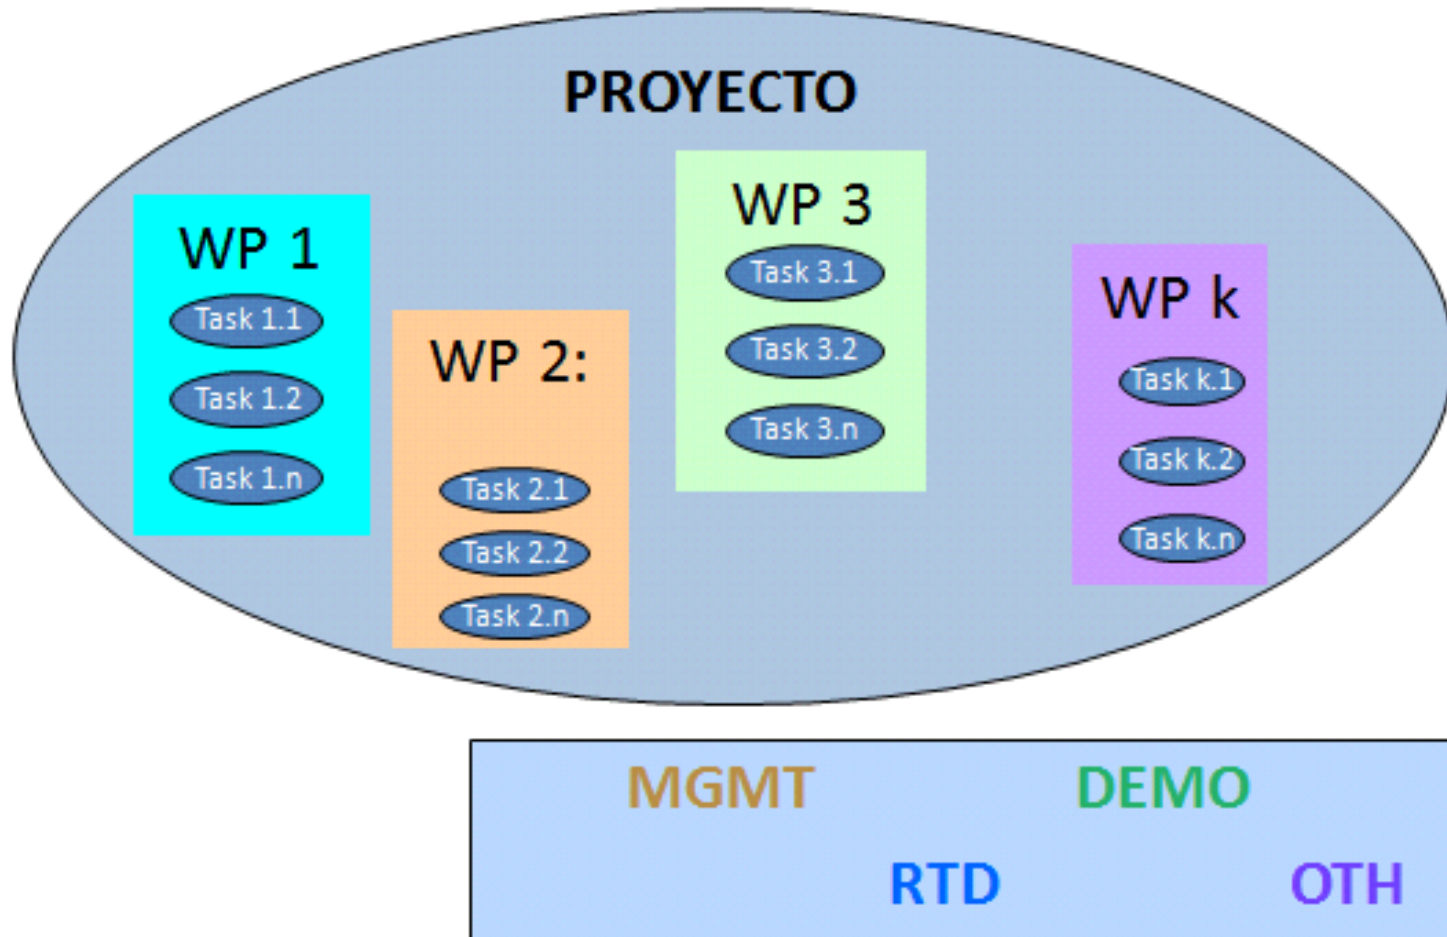 PROYECTO
WP 1
Task 1.1
Task 1.2
Task 1.n
WP 2:
Task 2.1
Task 2.2
Task 2.n
WP 3
Task 3.1
Task 3.2
Task 3.n
WP k
Task k.1
Task k.2
Task k.n
MGMT
DEMO
RTD
OTH